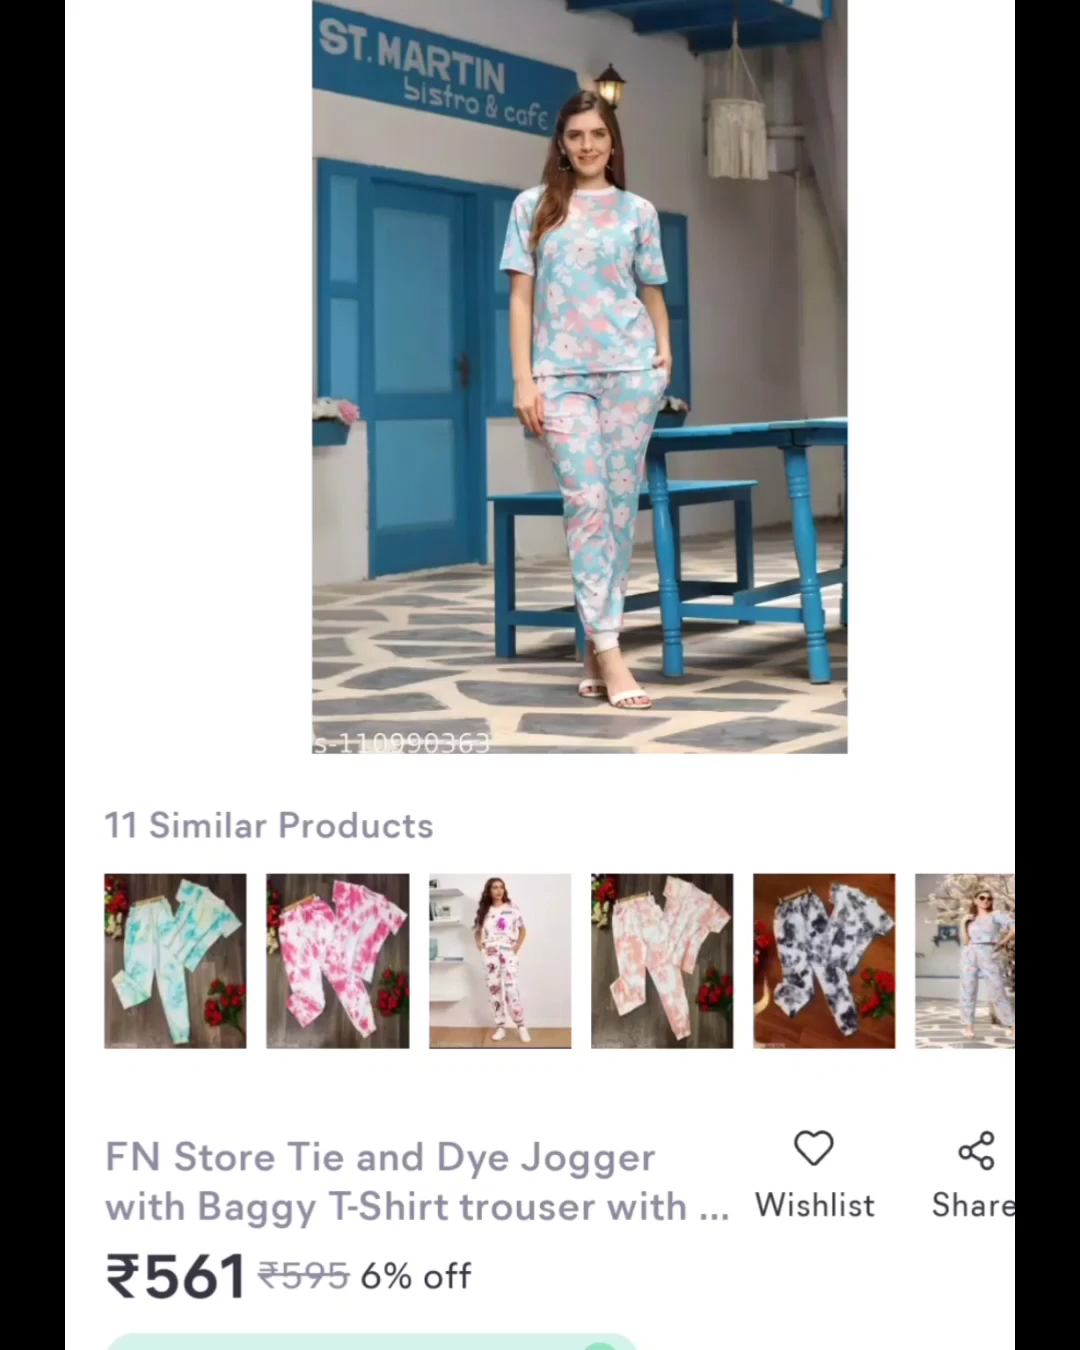 ST. MARTIN
bistro & cafe
s-110990363
11 Similar Products
FN Store Tie and Dye Jogger
with Baggy T-Shirt trouser with ...
Wishlist
Share
₹561 ₹595 6% off